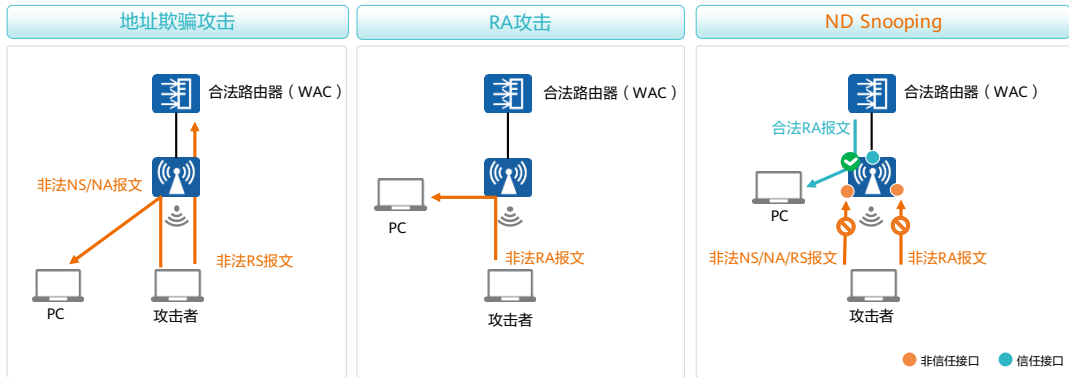 地址欺骗攻击
合法路由器（WAC）
非法NS/NA报文
非法RS报文
PC
攻击者
RA攻击
合法路由器（WAC）
PC
非法RA报文
攻击者
ND Snooping
合法路由器（WAC）
合法RA报文
PC
非法NS/NA/RS报文
非法RA报文
攻击者
非信任接口
信任接口